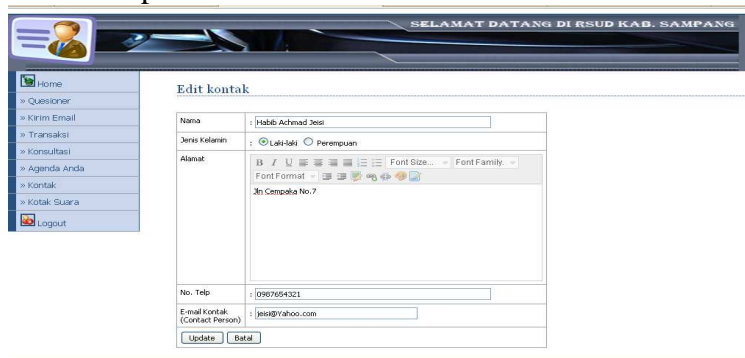 SELAMAT DATANG DI RSUD KAB. SAMPANG
Home
» Quesioner
» Kirim Email
» Transaksi
» Konsultasi
» Agenda Anda
» Kontak
» Kotak Suara
Logout
Edit kontak
Nama : Habib Achmad Jeisi
Jenis Kelamin : Laki-laki Perempuan
Alamat
B I U Font Size... Font Family.
Font Format
Jln Cempaka No.7
No. Telp : 0987654321
E-mail Kontak : jeisi@Yahoo.com
(Contact Person)
Update Batal